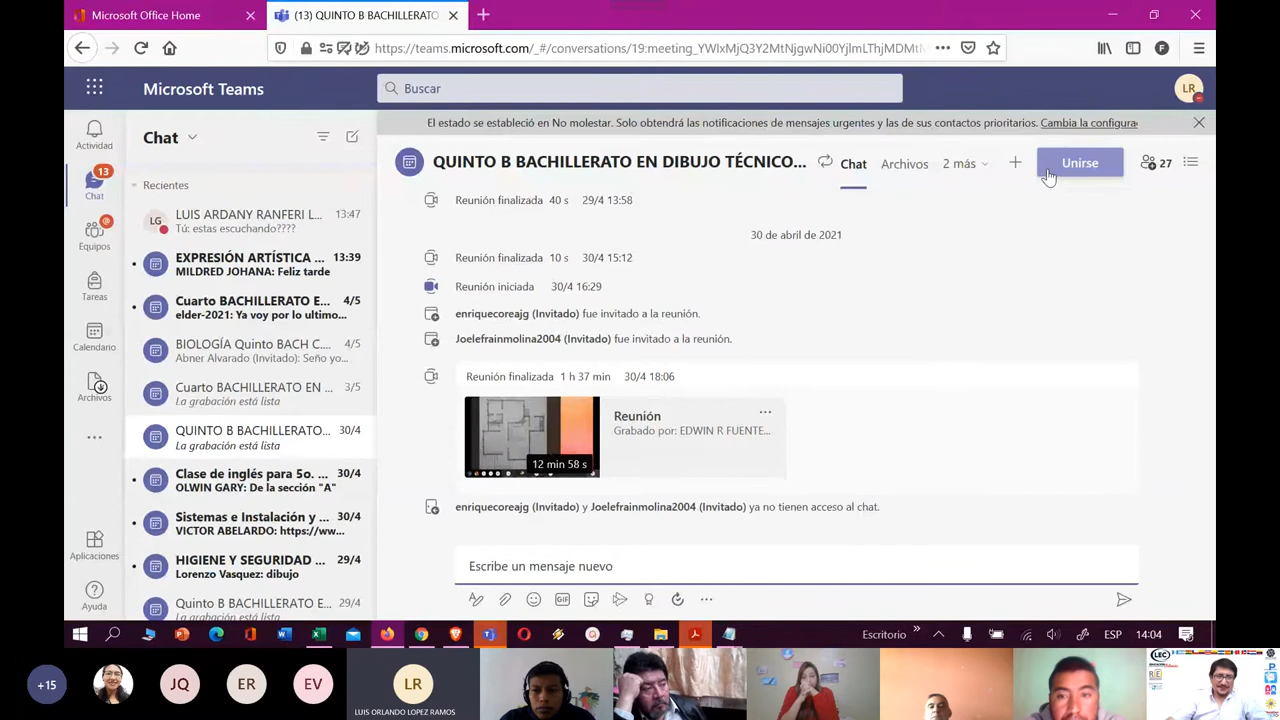 Microsoft Office Home
(13) QUINTO B BACHILLERATO
https://teams.microsoft.com/_#/conversations/19:meeting_YWIxMjQ3Y2MtNjgwNi00YjlmLThjMDMt
Microsoft Teams
Buscar
LR
El estado se estableció en No molestar. Solo obtendrá las notificaciones de mensajes urgentes y las de sus contactos prioritarios. Cambia la configura
Actividad
13
Chat
Equipos
Tareas
Calendario
Archivos
Aplicaciones
Ayuda
Chat
Recientes
LG
LUIS ARDANY RANFERI L... 13:47
Tú: estas escuchando????
EXPRESIÓN ARTÍSTICA ... 13:39
MILDRED JOHANA: Feliz tarde
Cuarto BACHILLERATO E... 4/5
elder-2021: Ya voy por lo ultimo...
BIOLOGÍA Quinto BACH C... 4/5
Abner Alvarado (Invitado): Seño yo...
Cuarto BACHILLERATO EN ... 3/5
La grabación está lista
QUINTO B BACHILLERATO... 30/4
La grabación está lista
Clase de inglés para 5o. ... 30/4
OLWIN GARY: De la sección "A"
Sistemas e Instalación y ... 30/4
VICTOR ABELARDO: https://ww...
HIGIENE Y SEGURIDAD ... 29/4
Lorenzo Vasquez: dibujo
Quinto B BACHILLERATO E... 29/4
La grabación está lista
QUINTO B BACHILLERATO EN DIBUJO TÉCNICO...
Chat
Archivos
2 más
Unirse
27
Reunión finalizada 40 s 29/4 13:58
30 de abril de 2021
Reunión finalizada 10 s 30/4 15:12
Reunión iniciada 30/4 16:29
enriquecoreajg (Invitado) fue invitado a la reunión.
Joelefrainmolina2004 (Invitado) fue invitado a la reunión.
Reunión finalizada 1 h 37 min 30/4 18:06
Reunión
Grabado por: EDWIN R FUENTE...
12 min 58 s
enriquecoreajg (Invitado) y Joelefrainmolina2004 (Invitado) ya no tienen acceso al chat.
Escribe un mensaje nuevo
GIF
Escritorio
ESP
14:04
+15
JQ
ER
EV
LR
LUIS ORLANDO LOPEZ RAMOS
LEC